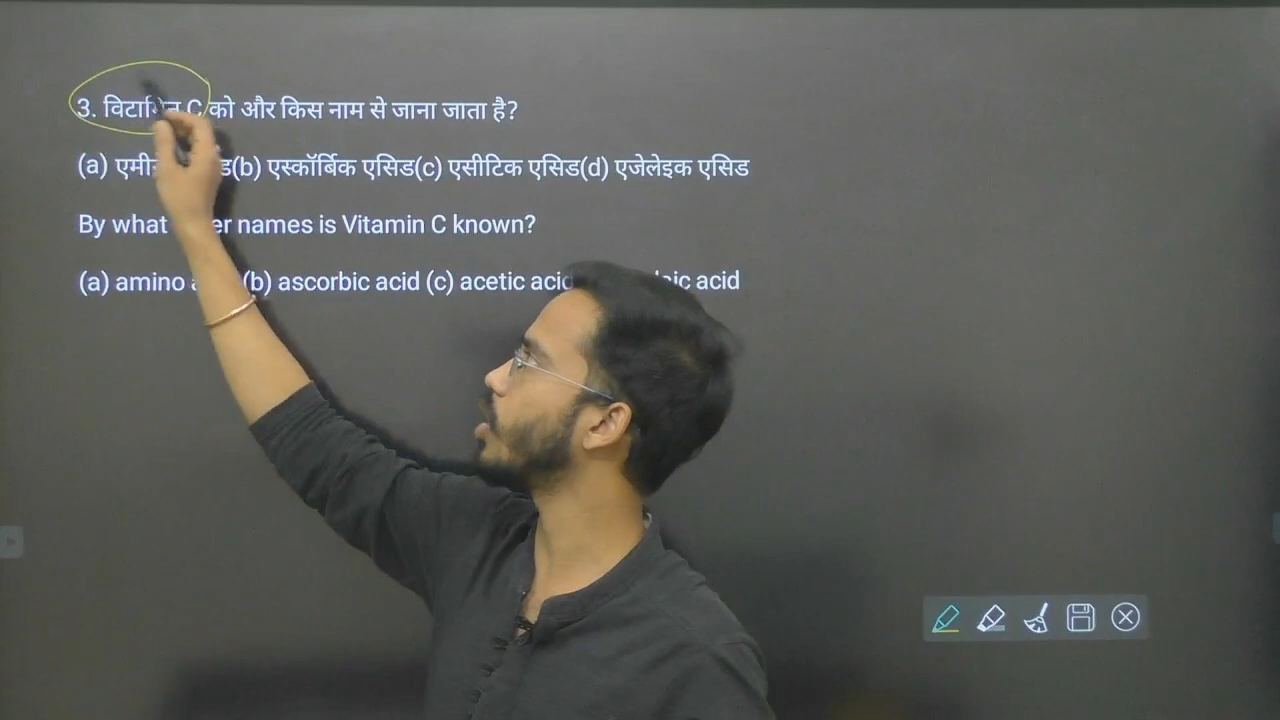 3. विटामिन C को और किस नाम से जाना जाता है?
(a) (b) एस्कॉर्बिक एसिड(c) एसीटिक एसिड(d) एजेलेइक एसिड
By what names is Vitamin C known?
(a) amino (b) ascorbic acid (c) acetic acid acid